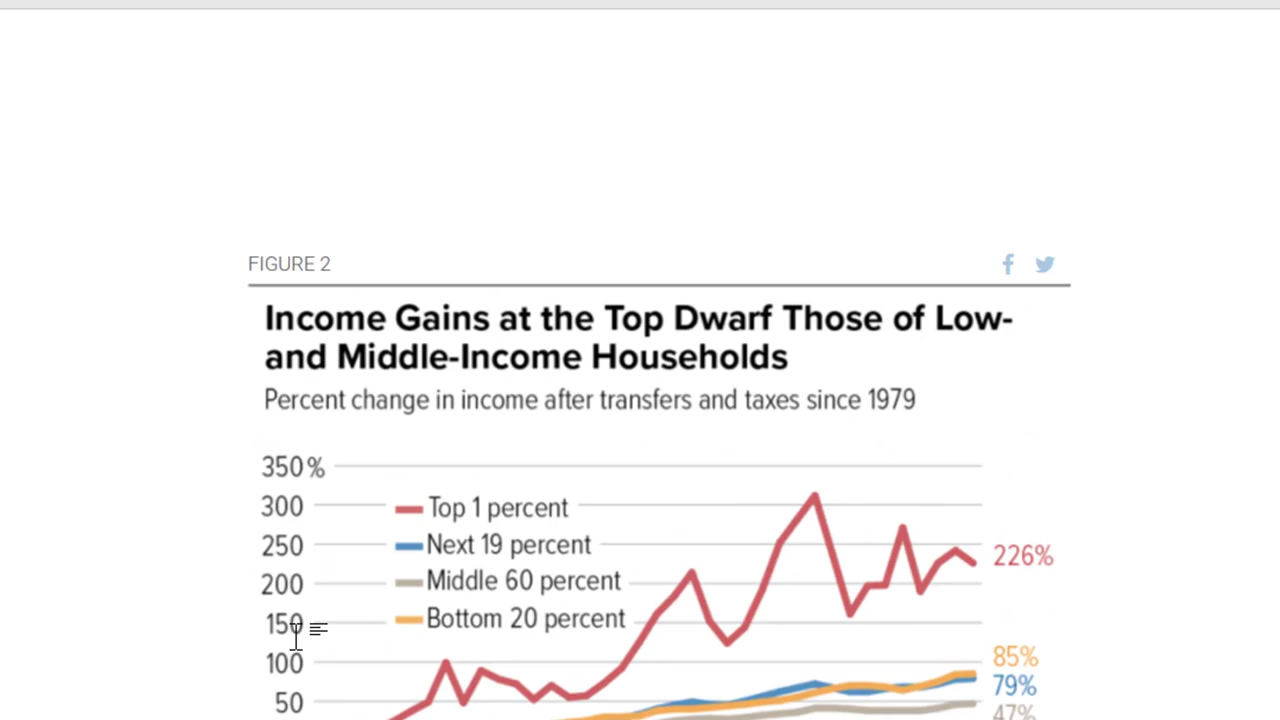 FIGURE 2
Income Gains at the Top Dwarf Those of Low-
and Middle-Income Households
Percent change in income after transfers and taxes since 1979
350%
300
250
200
150
100
50
Top 1 percent
Next 19 percent
Middle 60 percent
Bottom 20 percent
226%
85%
79%
47%